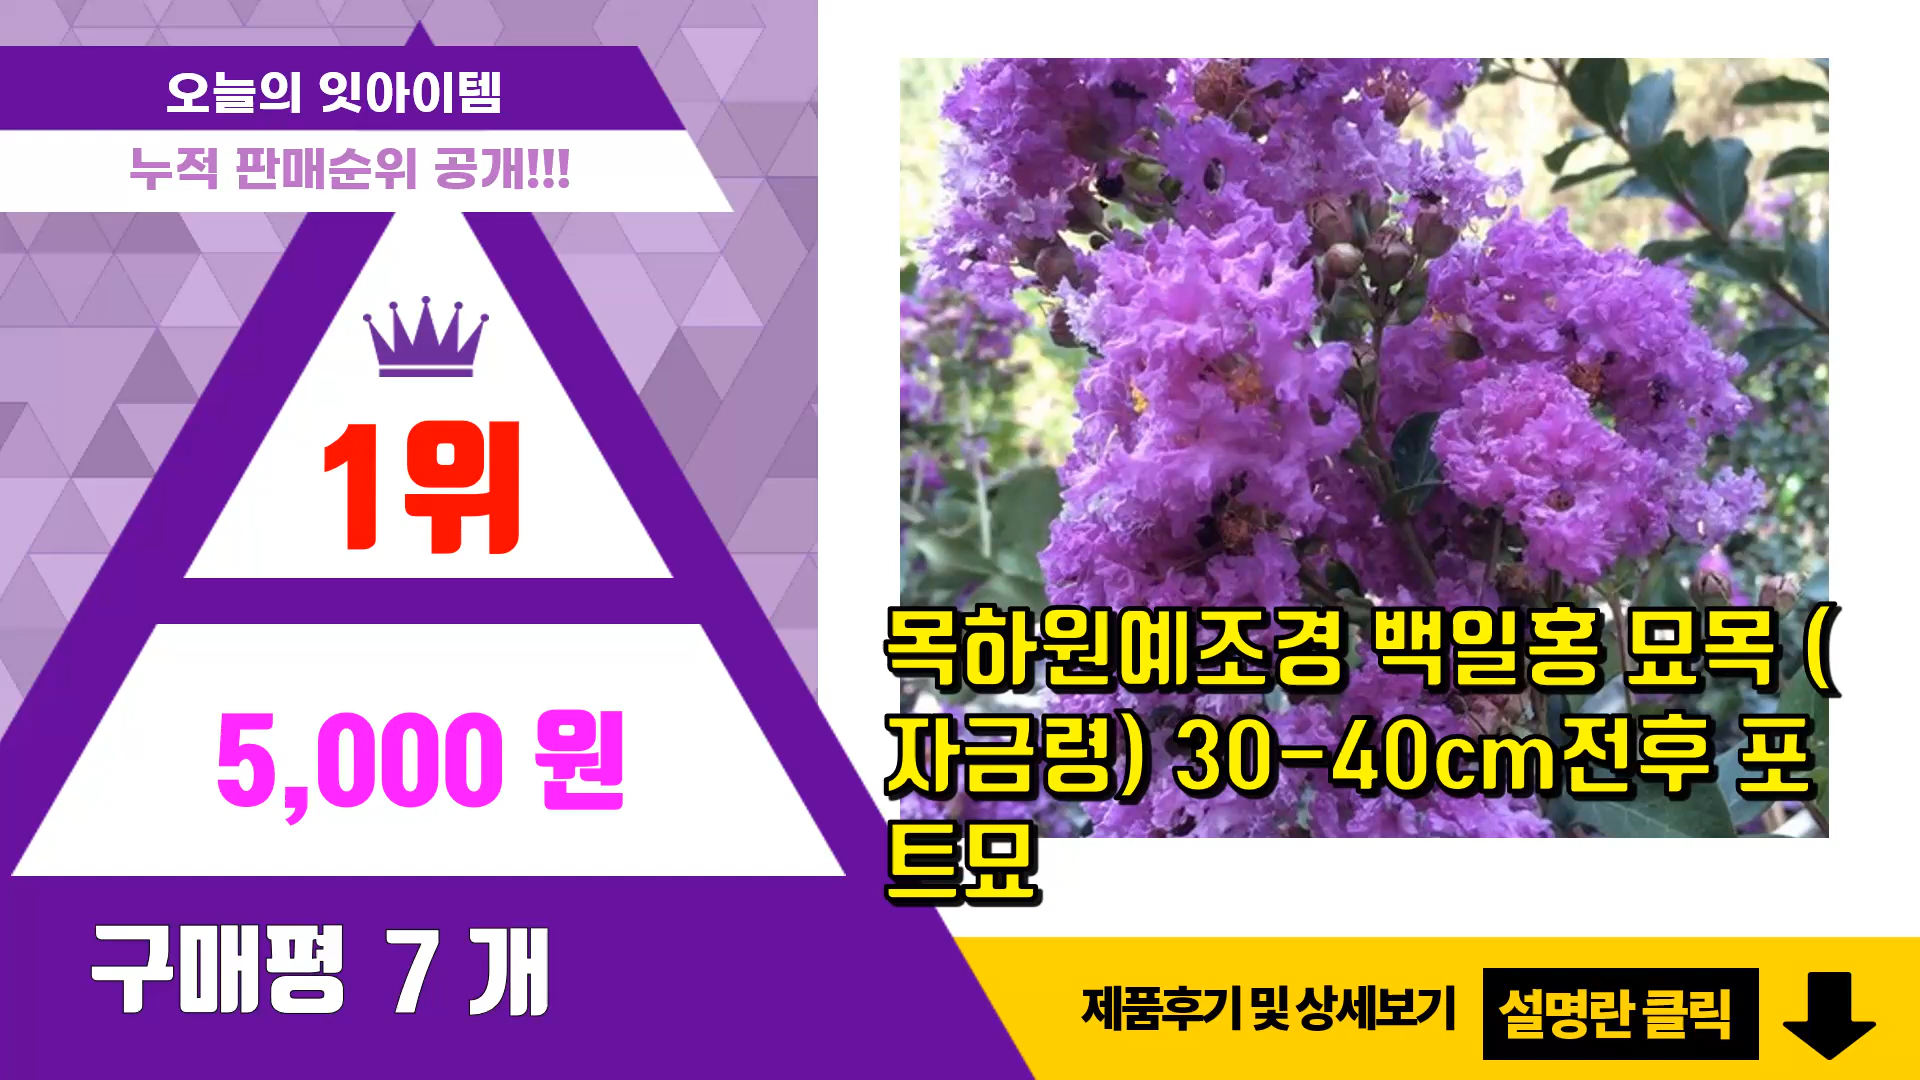 오늘의 잇아이템
누적 판매순위 공개!!!
1위
5,000 원
구매평 7 개
목하원예조경 백일홍 묘목 (
자금령) 30-40cm전후 포
트묘
제품후기 및 상세보기
설명란 클릭